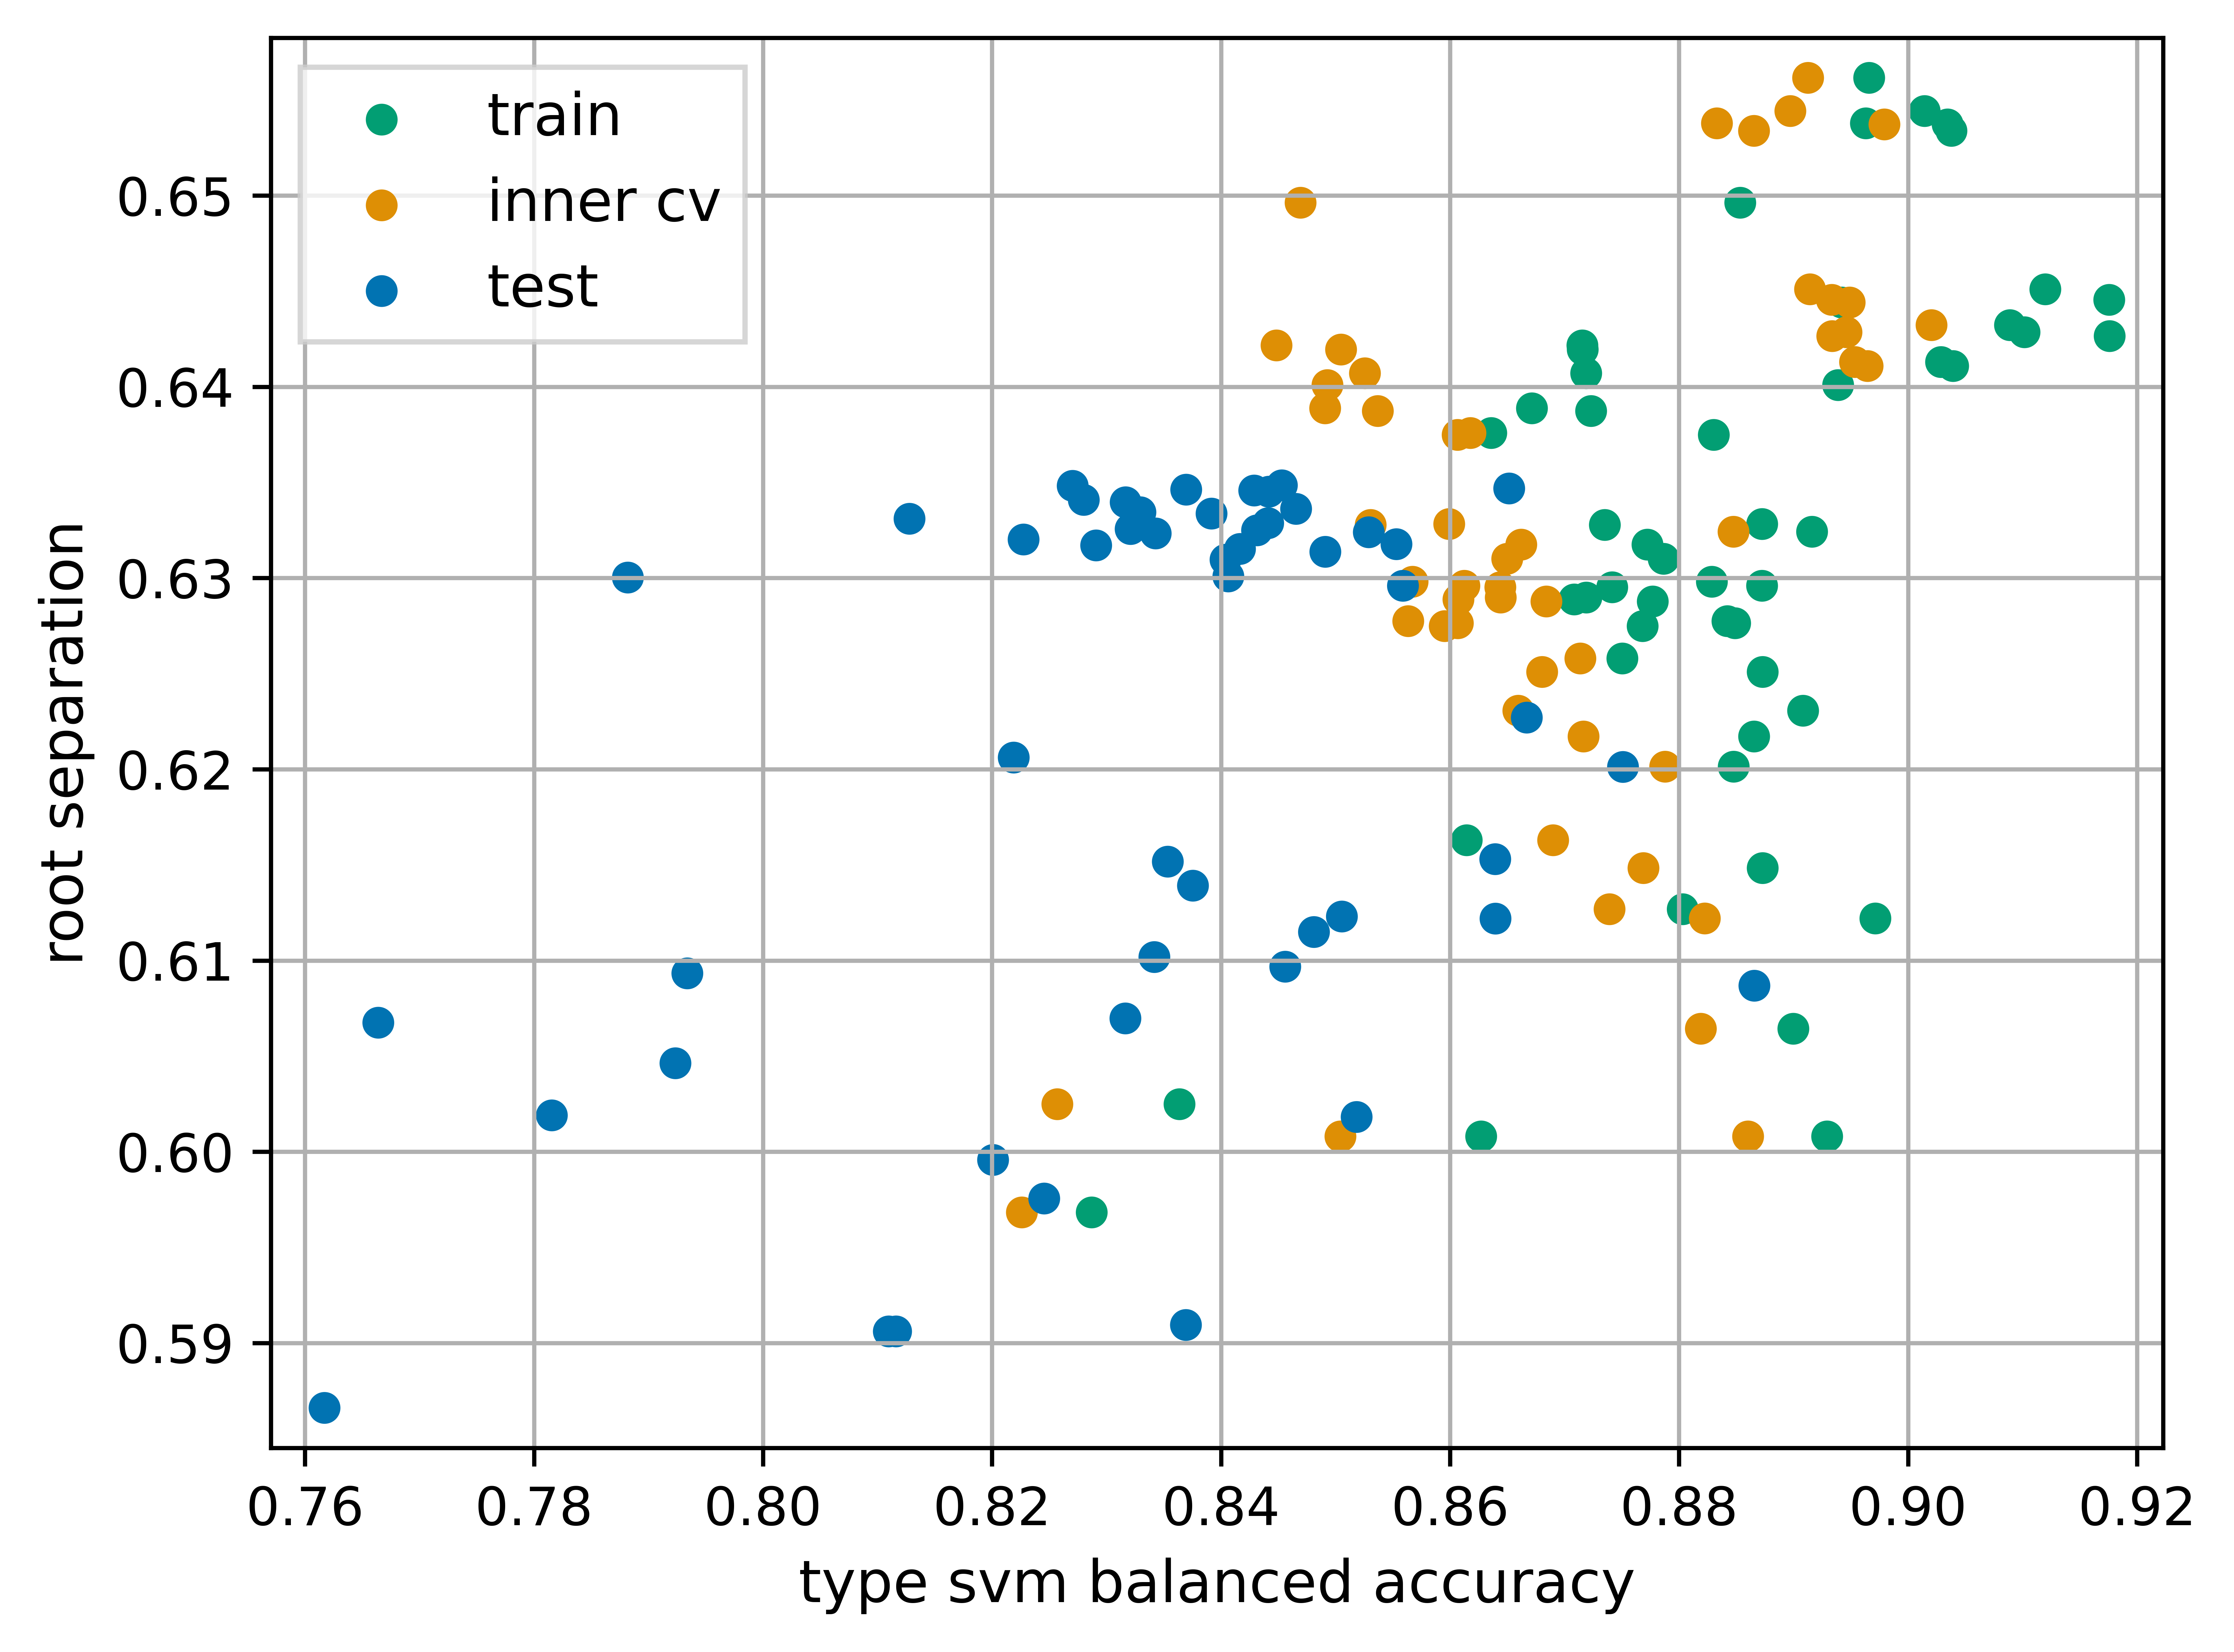 train
inner cv
test
0.65
0.64
0.63
0.62
0.61
0.60
0.59
root separation
0.76 0.78 0.80 0.82 0.84 0.86 0.88 0.90 0.92
type svm balanced accuracy